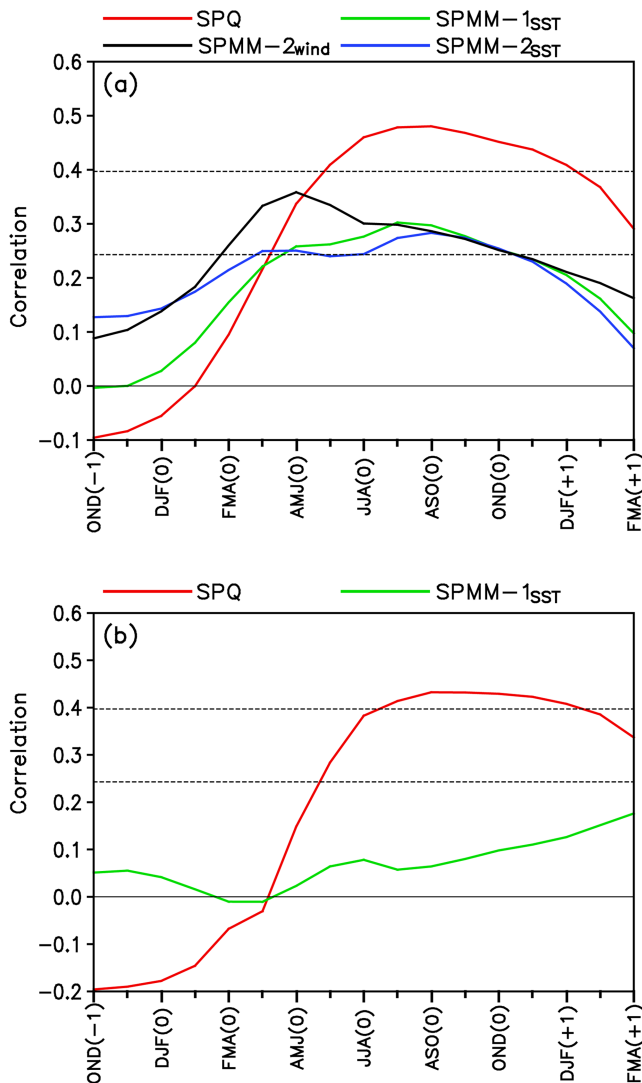 SPQ SPMM-1SST
SPMM-2wind SPMM-2SST
(a)
0.6
0.5
0.4
0.3
0.2
0.1
0.0
-0.1
Correlation
OND(-1) DJF(0) FMA(0) AMJ(0) JJA(0) ASO(0) OND(0) DJF(+1) FMA(+1)
SPQ SPMM-1SST
(b)
0.6
0.5
0.4
0.3
0.2
0.1
0.0
-0.1
-0.2
Correlation
OND(-1) DJF(0) FMA(0) AMJ(0) JJA(0) ASO(0) OND(0) DJF(+1) FMA(+1)